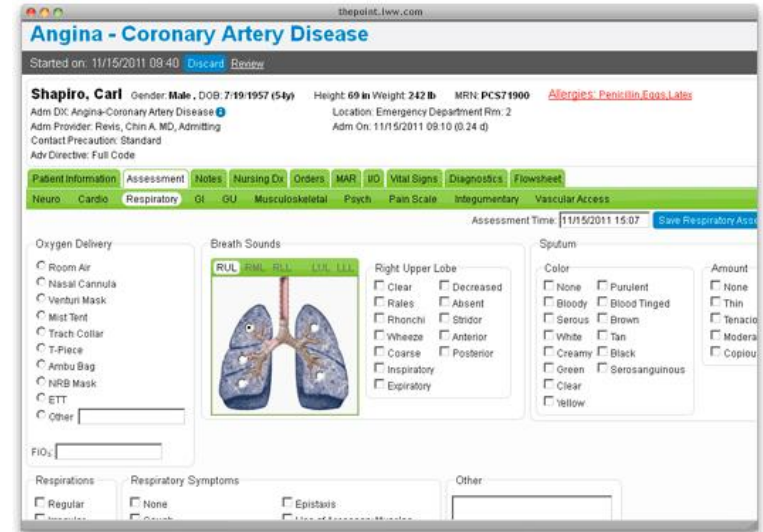 thepoint.lww.com
Angina - Coronary Artery Disease
Started on: 11/15/2011 09:40 Discard Review
Shapiro, Carl Gender: Male , DOB: 7/19/1957 (54y) Height: 69 in Weight: 242 lb MRN: PCS71900 Allergies: Penicillin,Eggs,Latex
Adm DX: Angina-Coronary Artery Disease Location: Emergency Department Rm: 2
Adm Provider: Revis, Chin A. MD, Admitting Adm On: 11/15/2011 09:10 (0.24 d)
Contact Precaution: Standard
Adv Directive: Full Code
Patient Information Assessment Notes Nursing Dx Orders MAR I/O Vital Signs Diagnostics Flowsheet
Neuro Cardio Respiratory GI GU Musculoskeletal Psych Pain Scale Integumentary Vascular Access
Assessment Time: 11/15/2011 15:07 Save Respiratory Asse
Oxygen Delivery
Room Air
Nasal Cannula
Venturi Mask
Mist Tent
Trach Collar
T-Piece
Ambu Bag
NRB Mask
ETT
Other
FIO₂:
Breath Sounds
RUL RML RLL LUL LLL
Right Upper Lobe
Clear Decreased
Rales Absent
Rhonchi Stridor
Wheeze Anterior
Coarse Posterior
Inspiratory
Expiratory
Sputum
Color
None Purulent
Bloody Blood Tinged
Serous Brown
White Tan
Creamy Black
Green Serosanguinous
Clear
Yellow
Amount
None
Thin
Tenacio
Modera
Copiou
Respirations
Regular
Respiratory Symptoms
None Epistaxis
Other